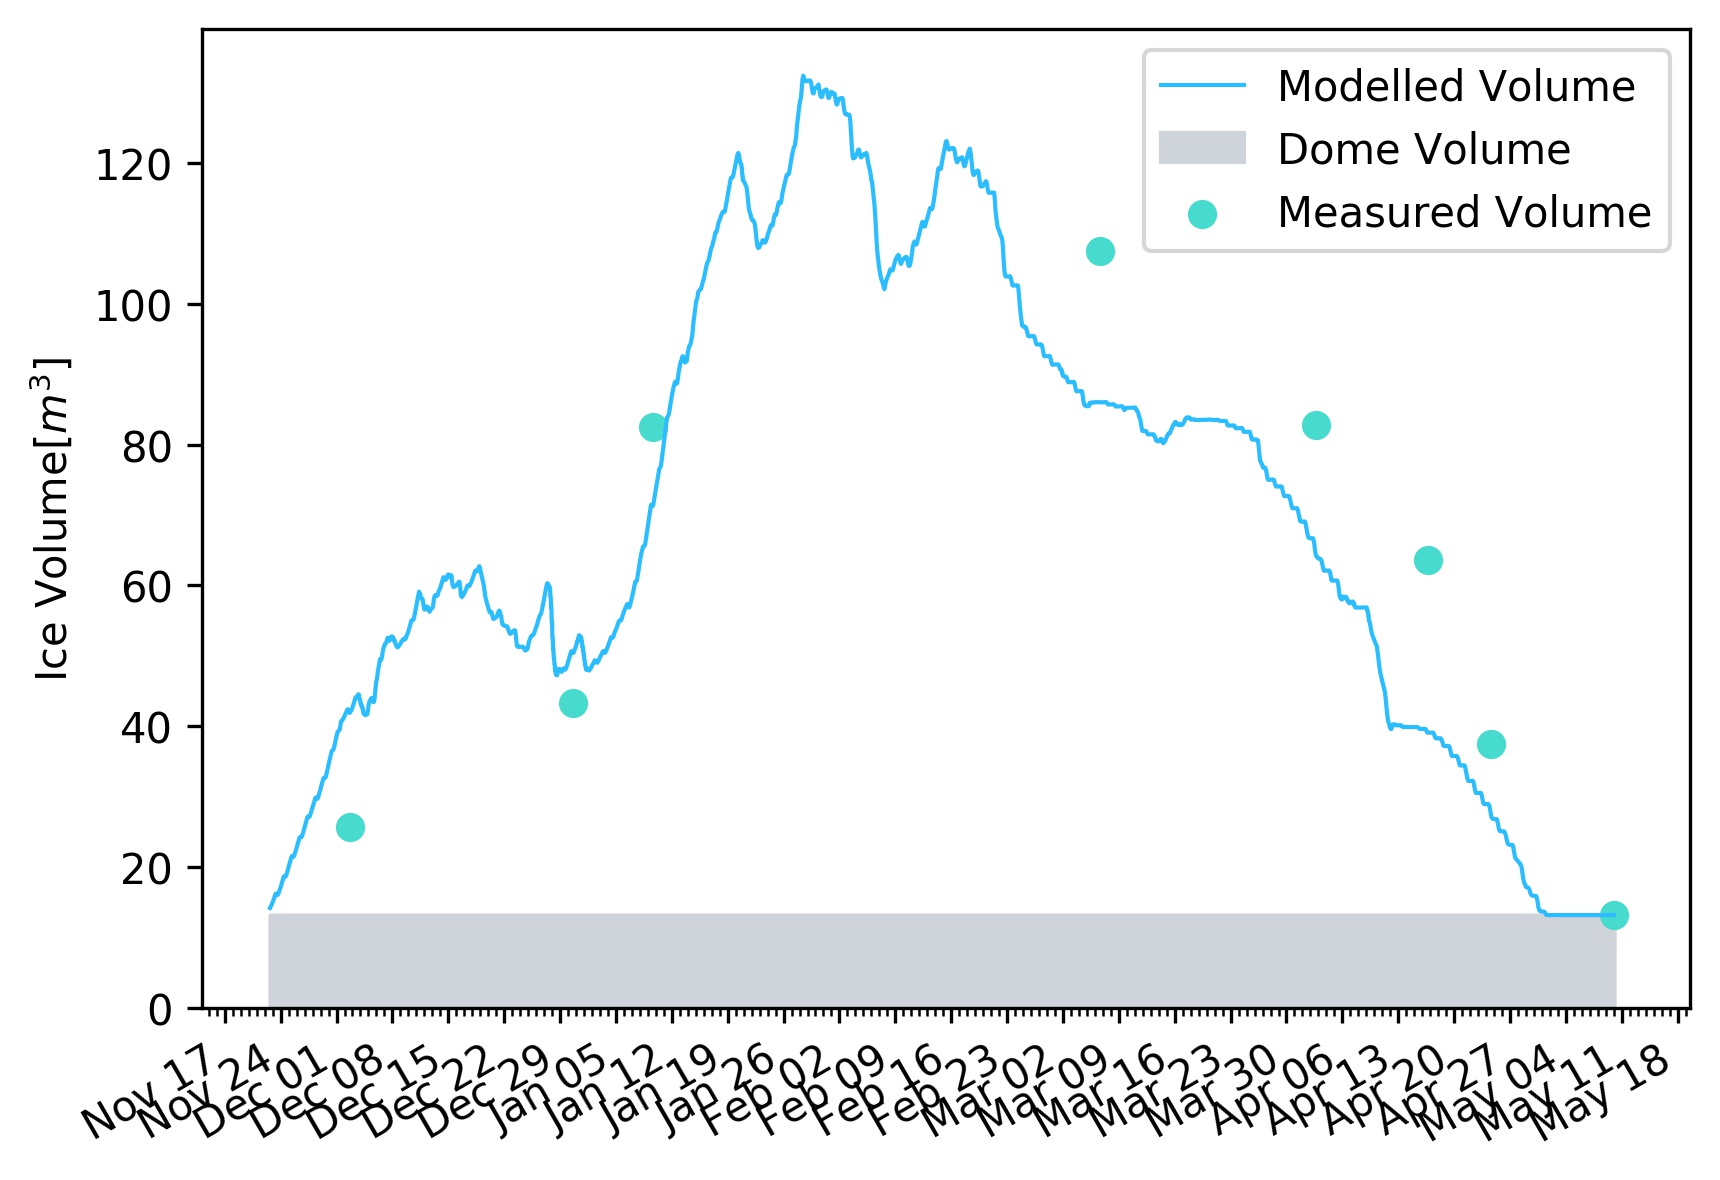 Modelled Volume
Dome Volume
Measured Volume
Ice Volume[m³]
120
100
80
60
40
20
0
Nov 17
Nov 24
Dec 01
Dec 08
Dec 15
Dec 22
Dec 29
Jan 05
Jan 12
Jan 19
Jan 26
Feb 02
Feb 09
Feb 16
Feb 23
Mar 02
Mar 09
Mar 16
Mar 23
Mar 30
Apr 06
Apr 13
Apr 20
Apr 27
May 04
May 11
May 18